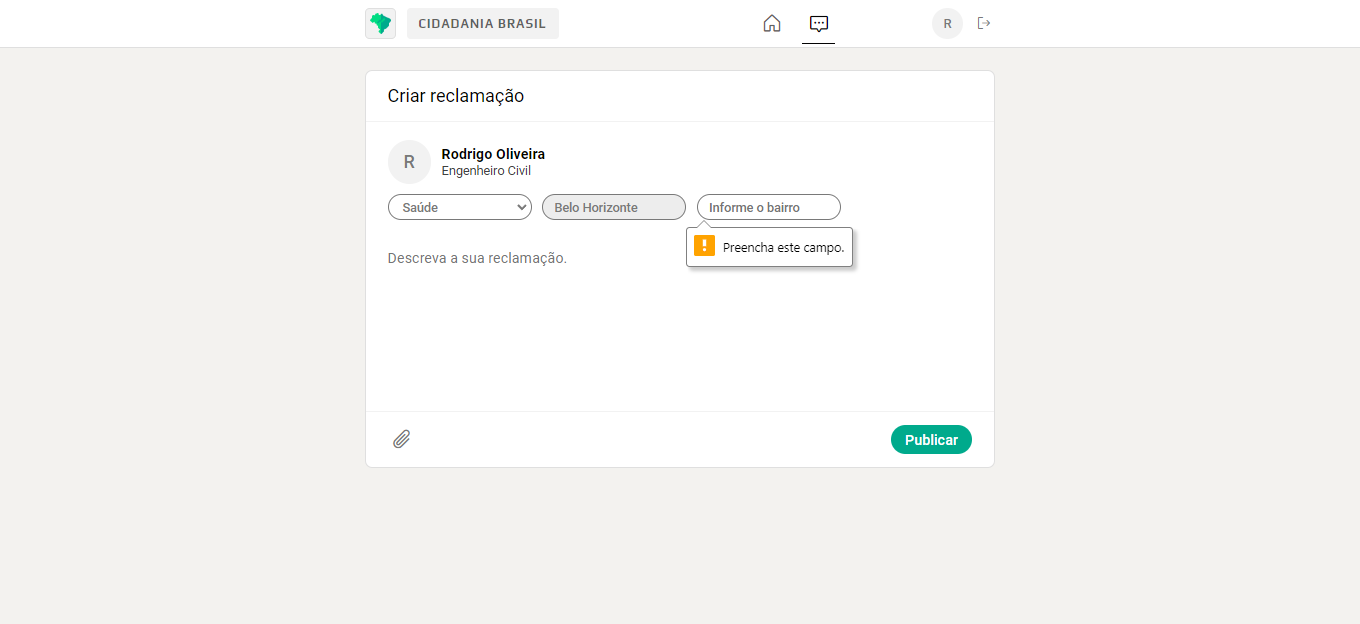 CIDADANIA BRASIL
R
Criar reclamação
R
Rodrigo Oliveira
Engenheiro Civil
Saúde
Belo Horizonte
Informe o bairro
Preencha este campo.
Descreva a sua reclamação.
Publicar